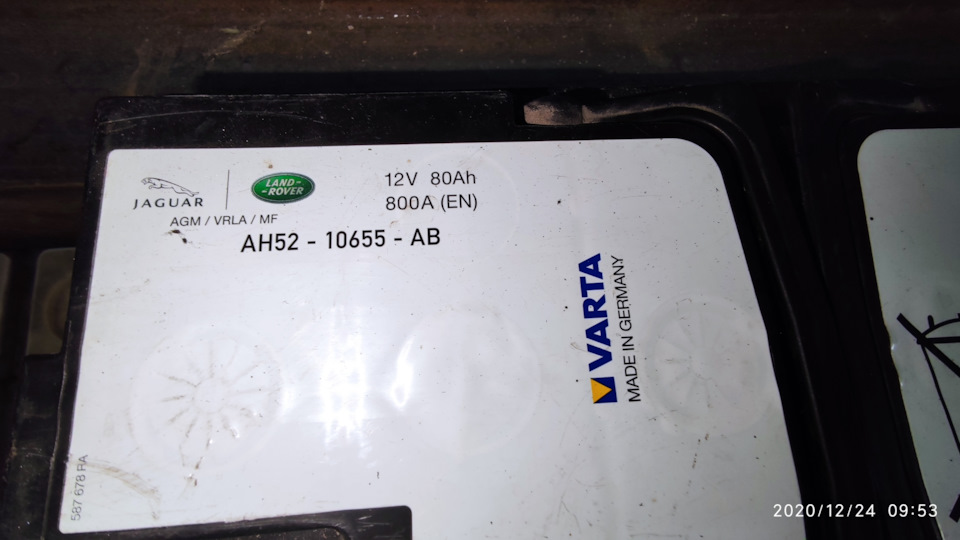 JAGUAR
LAND-
-ROVER
12V 80Ah
800A (EN)
AGM / VRLA / MF
AH52 - 10655 - AB
VARTA
MADE IN GERMANY
587 678 RA
2020/12/24 09:53